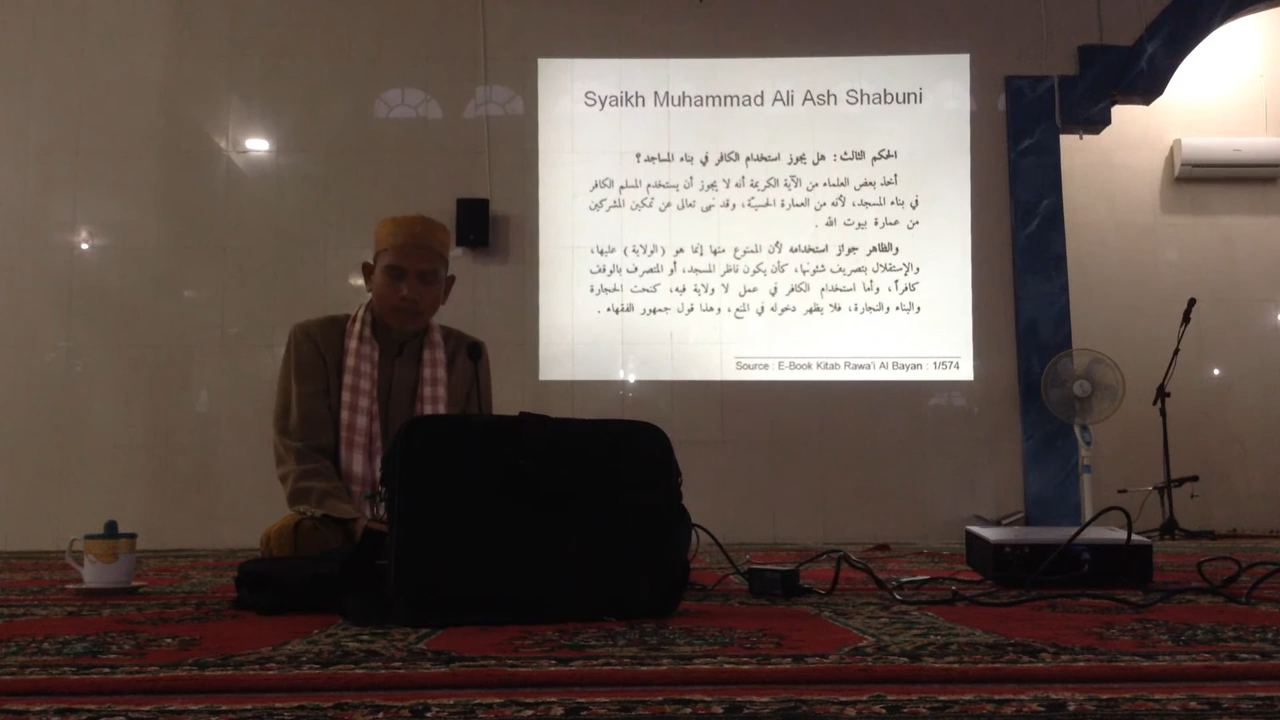 Syaikh Muhammad Ali Ash Shabuni
الحكم الثالث : هل يجوز استخدام الكافر في بناء المساجد ؟
أخذ بعض العلماء من الآية الكريمة أنه لا يجوز أن يستخدم المسلم الكافر
في بناء المسجد، لأنه من العمارة الحسيّة، وقد نهى تعالى عن تمكين المشركين
من عمارة بيوت الله .
والظاهر جواز استخدامه لأن الممنوع منها إنما هو ( الولاية ) عليها،
والإستقلال بتصريف شئونها، كأن يكون ناظر المسجد، أو المتصرف بالوقف
كافراً، وأما استخدام الكافر في عمل لا ولاية فيه، كنحت الحجارة
والبناء والنجارة، فلا يظهر دخوله في المنع، وهذا قول جمهور الفقهاء .
Source : E-Book Kitab Rawa'i Al Bayan : 1/574